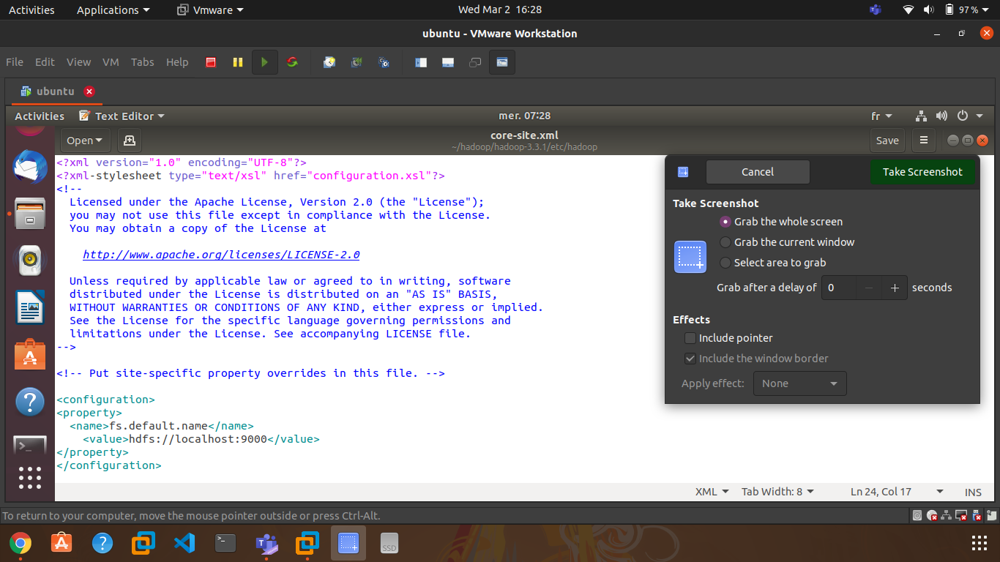 Activities Applications Vmware Wed Mar 2 16:28 97 %
ubuntu - VMware Workstation
File Edit View VM Tabs Help
ubuntu
Activities Text Editor mer. 07:28 fr
Open core-site.xml Save
~/hadoop/hadoop-3.3.1/etc/hadoop
<?xml version="1.0" encoding="UTF-8"?>
<?xml-stylesheet type="text/xsl" href="configuration.xsl"?>
<!--
Licensed under the Apache License, Version 2.0 (the "License");
you may not use this file except in compliance with the License.
You may obtain a copy of the License at
http://www.apache.org/licenses/LICENSE-2.0
Unless required by applicable law or agreed to in writing, software
distributed under the License is distributed on an "AS IS" BASIS,
WITHOUT WARRANTIES OR CONDITIONS OF ANY KIND, either express or implied.
See the License for the specific language governing permissions and
limitations under the License. See accompanying LICENSE file.
-->
<!-- Put site-specific property overrides in this file. -->
<configuration>
<property>
<name>fs.default.name</name>
<value>hdfs://localhost:9000</value>
</property>
</configuration>
Cancel Take Screenshot
Take Screenshot
Grab the whole screen
Grab the current window
Select area to grab
Grab after a delay of 0 seconds
Effects
Include pointer
Include the window border
Apply effect: None
XML Tab Width: 8 Ln 24, Col 17 INS
To return to your computer, move the mouse pointer outside or press Ctrl-Alt.
SSD